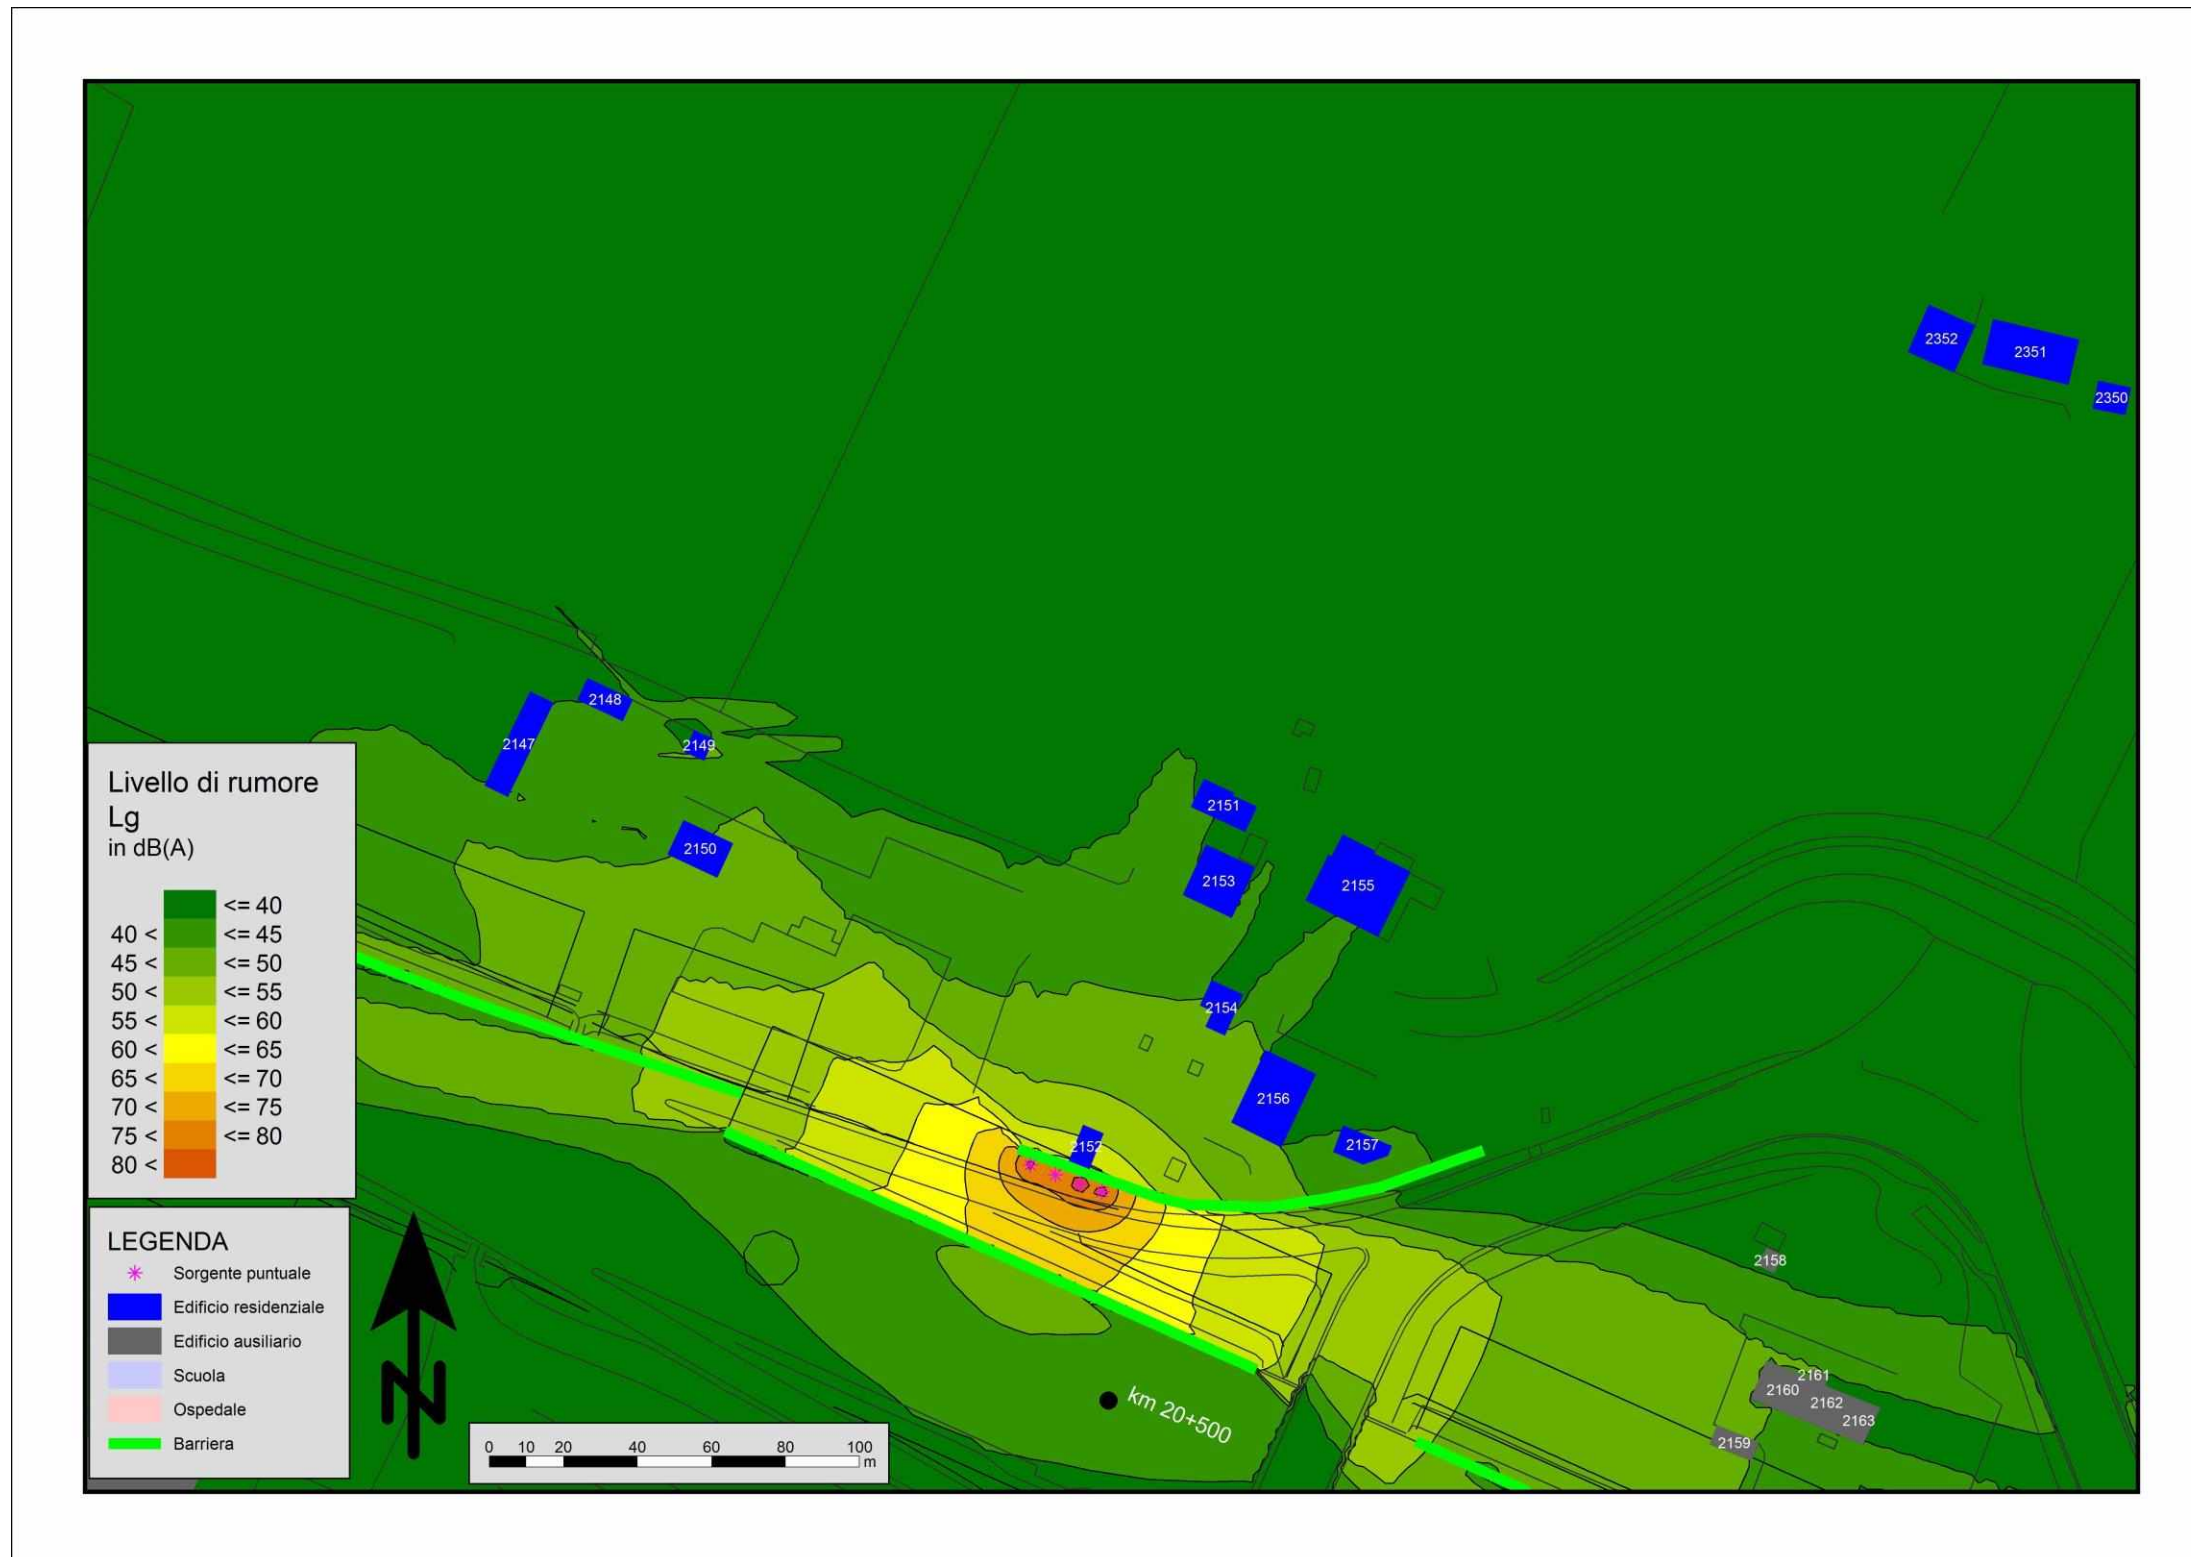 2352
2351
2350
2148
2147
2149
2150
2151
2153
2155
2154
2156
2152
2157
2158
2161
2160
2162
2163
2159
km 20+500
Livello di rumore
Lg
in dB(A)
<= 40
40 < <= 45
45 < <= 50
50 < <= 55
55 < <= 60
60 < <= 65
65 < <= 70
70 < <= 75
75 < <= 80
80 <
LEGENDA
Sorgente puntuale
Edificio residenziale
Edificio ausiliario
Scuola
Ospedale
Barriera
N
0 10 20 40 60 80 100
m